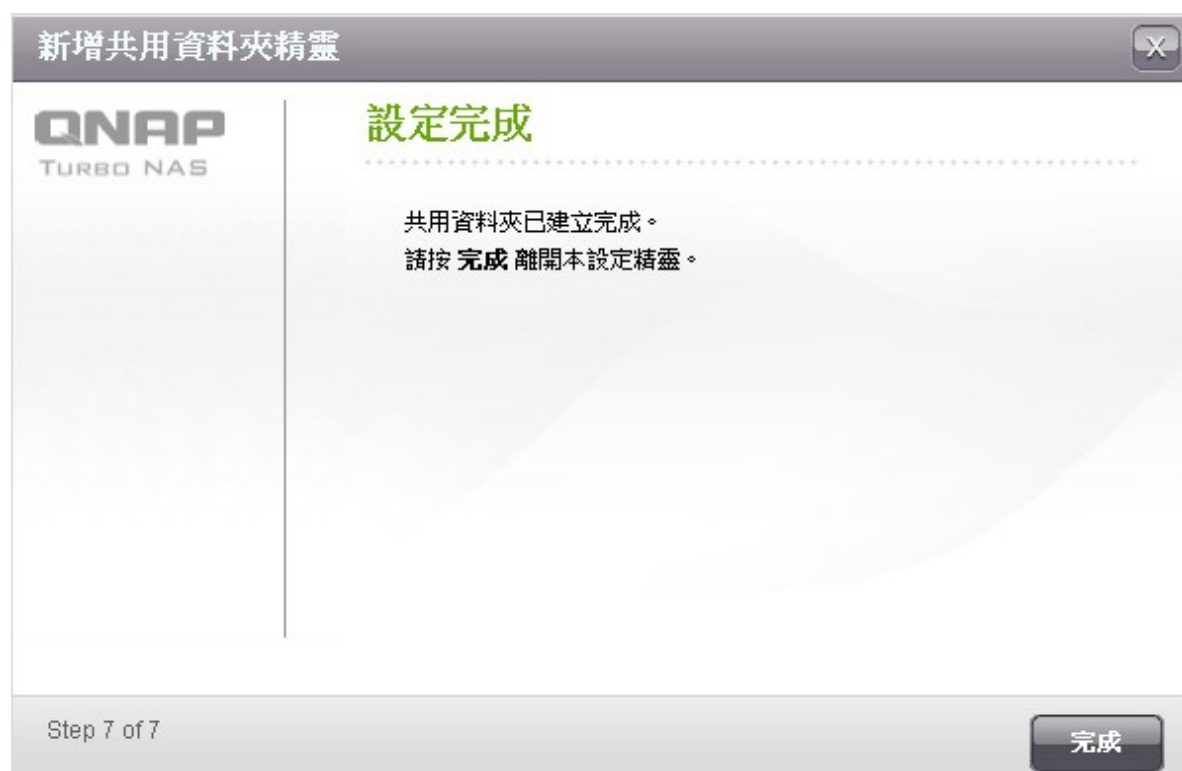 新增共用資料夾精靈
QNAP
TURBO NAS
設定完成
共用資料夾已建立完成。
請按 完成 離開本設定精靈。
Step 7 of 7
完成